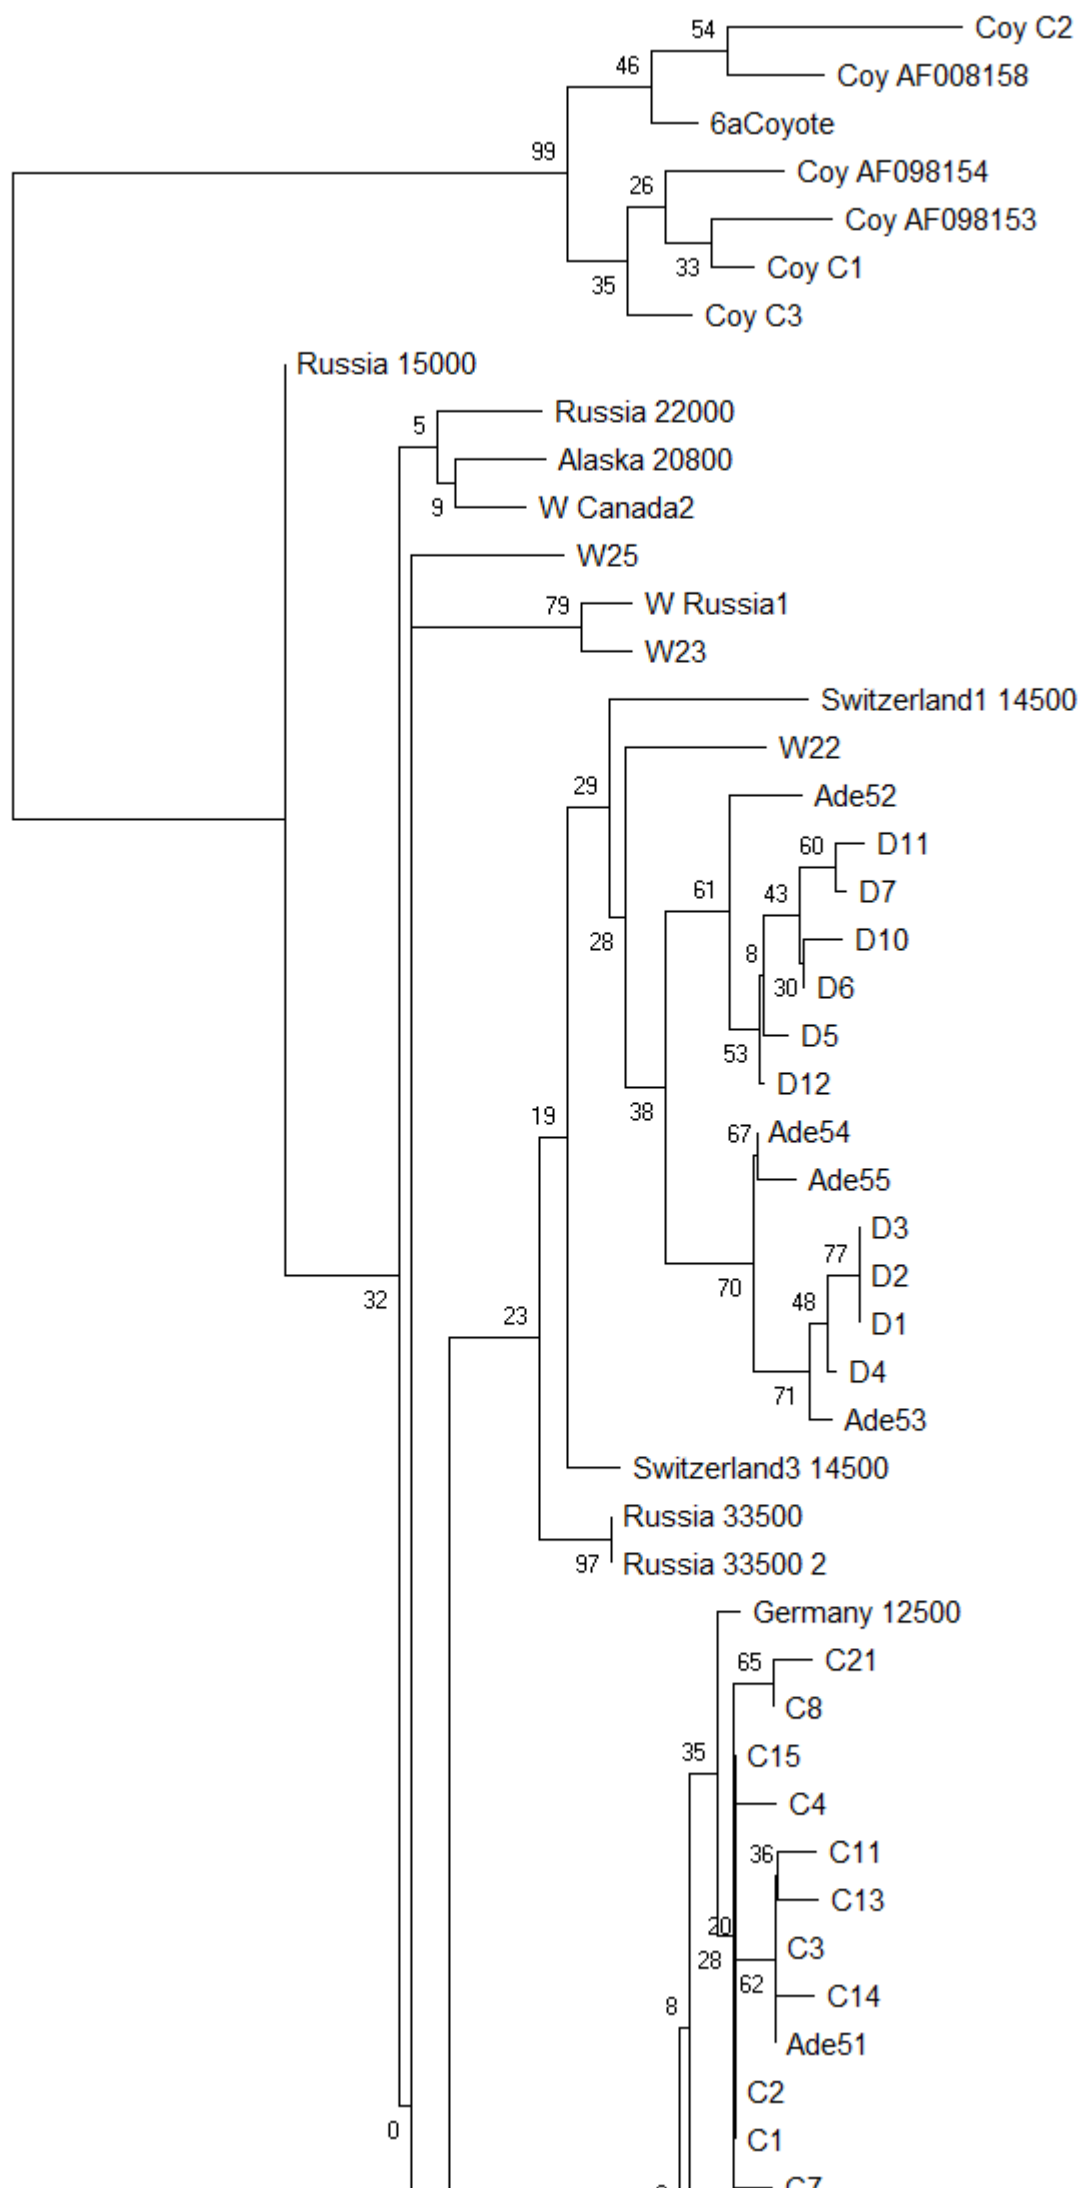 54
Coy C2
46
Coy AF008158
6aCoyote
99
Coy AF098154
26
Coy AF098153
33
Coy C1
35
Coy C3
Russia 15000
Russia 22000
5
Alaska 20800
9
W Canada2
W25
79
W Russia1
W23
Switzerland1 14500
W22
29
Ade52
60
D11
61
43
D7
28
D10
8
30
D6
53
D5
D12
38
19
67
Ade54
Ade55
D3
77
D2
70
32
48
23
D1
D4
71
Ade53
Switzerland3 14500
Russia 33500
97
Russia 33500 2
Germany 12500
65
C21
C8
35
C15
C4
36
C11
C13
20
C3
28
62
C14
8
Ade51
C2
0
C1
C7